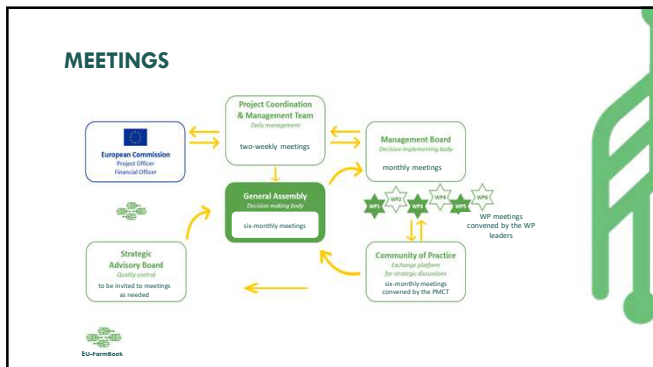 MEETINGS
Project Coordination
& Management Team
Daily management
two-weekly meetings
European Commission
Project Officer
Financial Officer
Management Board
Decision-implementing body
monthly meetings
General Assembly
Decision making body
six-monthly meetings
WP1
WP2
WP3
WP4
WP5
WP6
WP meetings
convened by the WP
leaders
Strategic
Advisory Board
Quality control
to be invited to meetings
as needed
Community of Practice
Exchange platform
for strategic discussions
six-monthly meetings
convened by the PMCT
EU-FarmBook